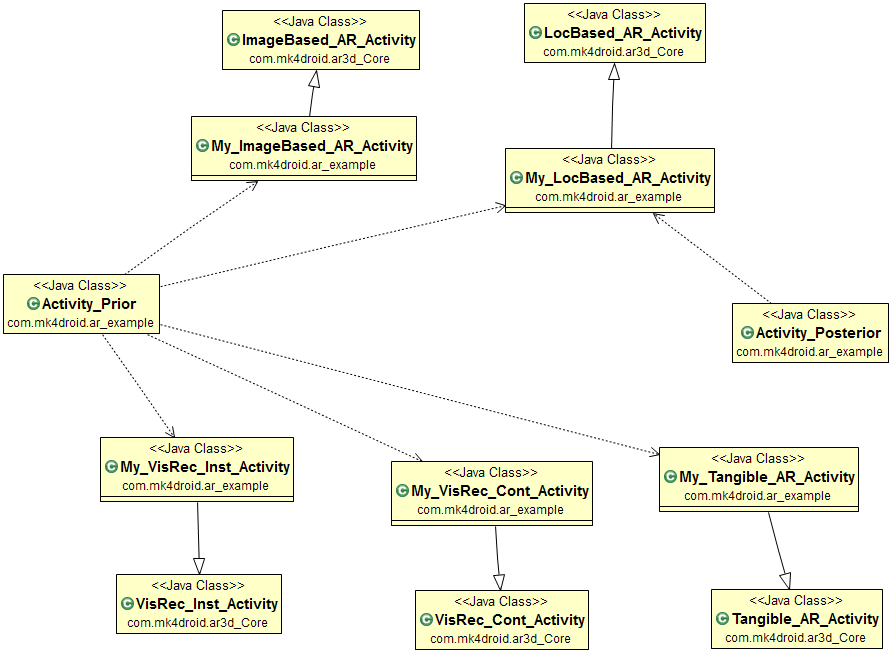 <<Java Class>>
ImageBased_AR_Activity
com.mk4droid.ar3d_Core
<<Java Class>>
LocBased_AR_Activity
com.mk4droid.ar3d_Core
<<Java Class>>
My_ImageBased_AR_Activity
com.mk4droid.ar_example
<<Java Class>>
My_LocBased_AR_Activity
com.mk4droid.ar_example
<<Java Class>>
Activity_Prior
com.mk4droid.ar_example
<<Java Class>>
Activity_Posterior
com.mk4droid.ar_example
<<Java Class>>
My_VisRec_Inst_Activity
com.mk4droid.ar_example
<<Java Class>>
My_VisRec_Cont_Activity
com.mk4droid.ar_example
<<Java Class>>
My_Tangible_AR_Activity
com.mk4droid.ar_example
<<Java Class>>
VisRec_Inst_Activity
com.mk4droid.ar3d_Core
<<Java Class>>
VisRec_Cont_Activity
com.mk4droid.ar3d_Core
<<Java Class>>
Tangible_AR_Activity
com.mk4droid.ar3d_Core